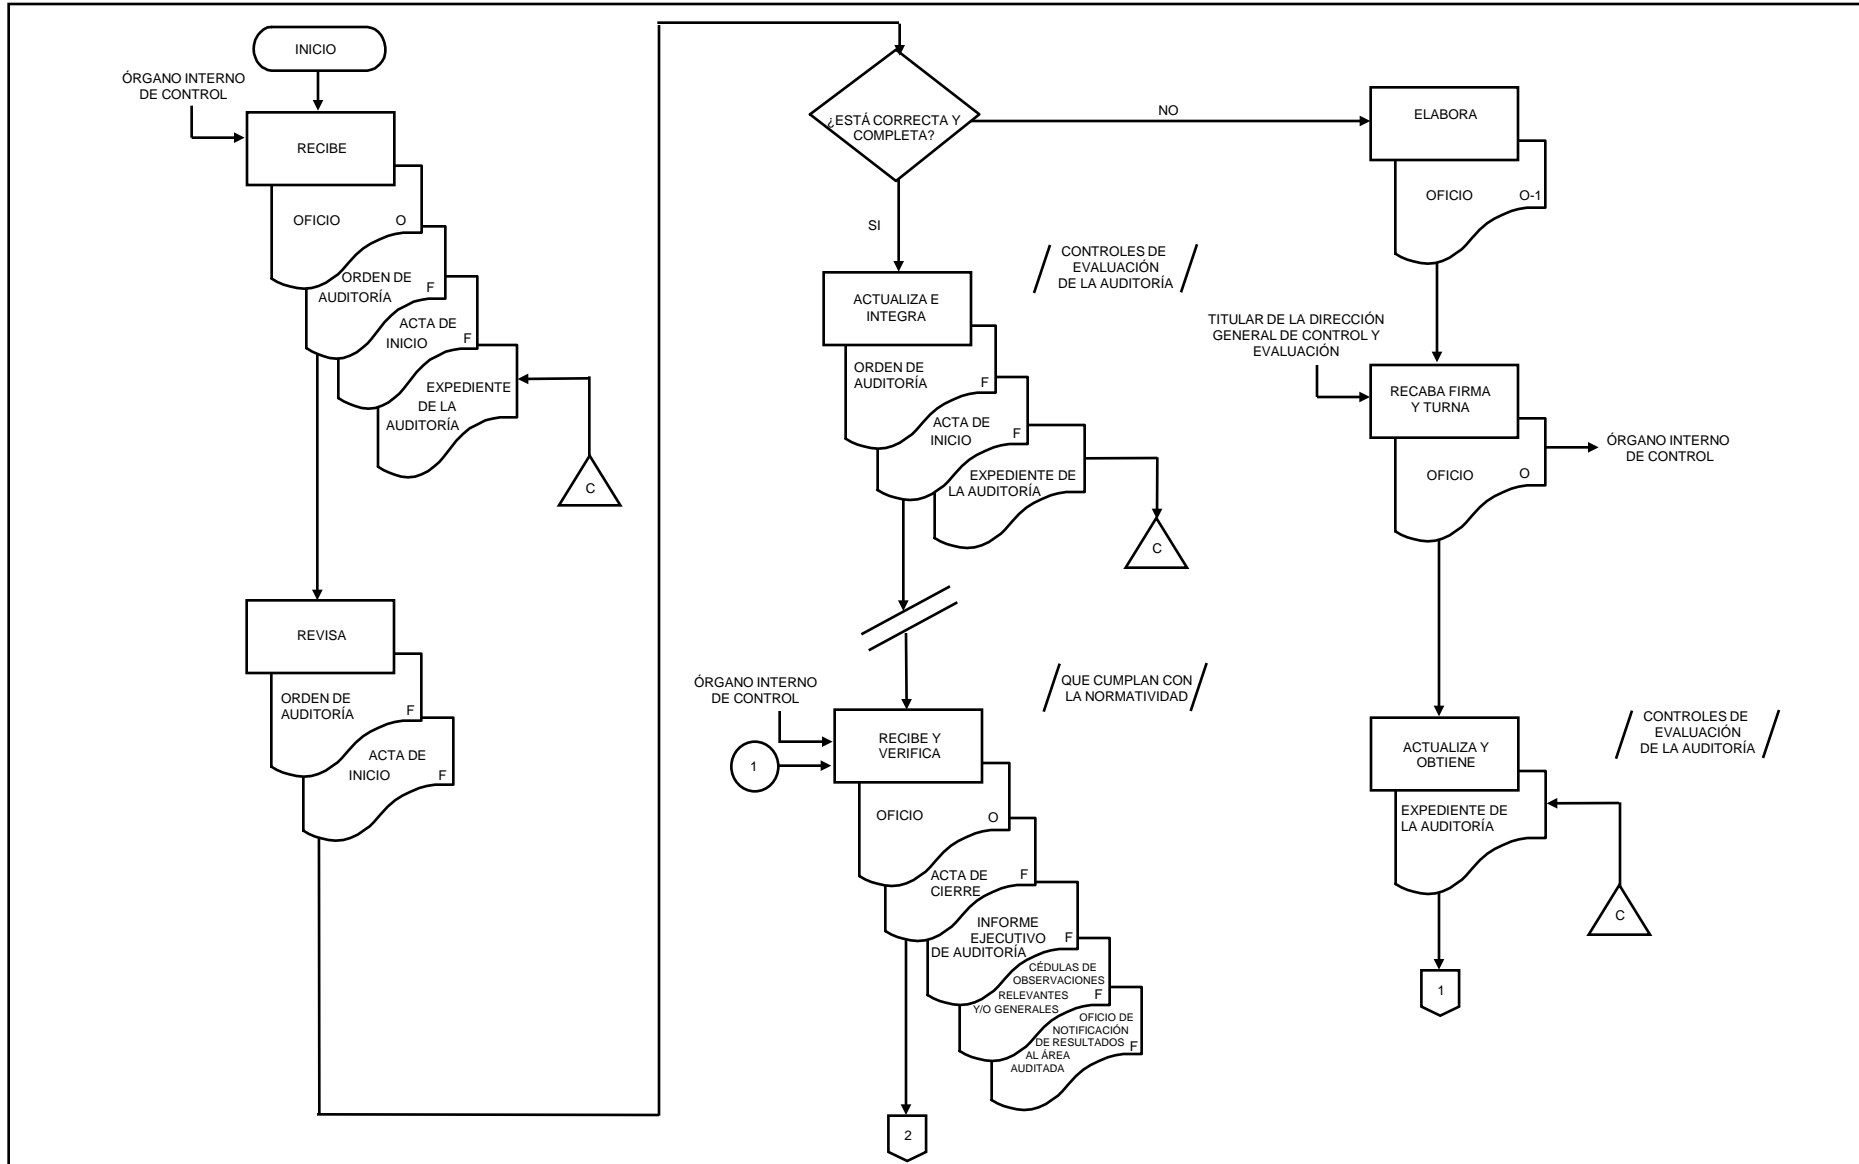 INICIO
ÓRGANO INTERNO
DE CONTROL
RECIBE
OFICIO
O
ORDEN DE
AUDITORÍA
F
ACTA DE
INICIO
F
EXPEDIENTE
DE LA
AUDITORÍA
C
REVISA
ORDEN DE
AUDITORÍA
F
ACTA DE
INICIO
F
¿ESTÁ CORRECTA Y
COMPLETA?
NO
SI
CONTROLES DE
EVALUACIÓN
DE LA AUDITORÍA
ACTUALIZA E
INTEGRA
ORDEN DE
AUDITORÍA
F
ACTA DE
INICIO
F
EXPEDIENTE DE
LA AUDITORÍA
C
QUE CUMPLAN CON
LA NORMATIVIDAD
ÓRGANO INTERNO
DE CONTROL
1
RECIBE Y
VERIFICA
OFICIO
O
ACTA DE
CIERRE
F
INFORME
EJECUTIVO
DE AUDITORÍA
F
CÉDULAS DE
OBSERVACIONES
RELEVANTES
Y/O GENERALES
F
OFICIO DE
NOTIFICACIÓN
DE RESULTADOS
AL ÁREA
AUDITADA
F
2
ELABORA
OFICIO
O-1
TITULAR DE LA DIRECCIÓN
GENERAL DE CONTROL Y
EVALUACIÓN
RECABA FIRMA
Y TURNA
OFICIO
O
ÓRGANO INTERNO
DE CONTROL
CONTROLES DE
EVALUACIÓN
DE LA AUDITORÍA
ACTUALIZA Y
OBTIENE
EXPEDIENTE DE
LA AUDITORÍA
C
1